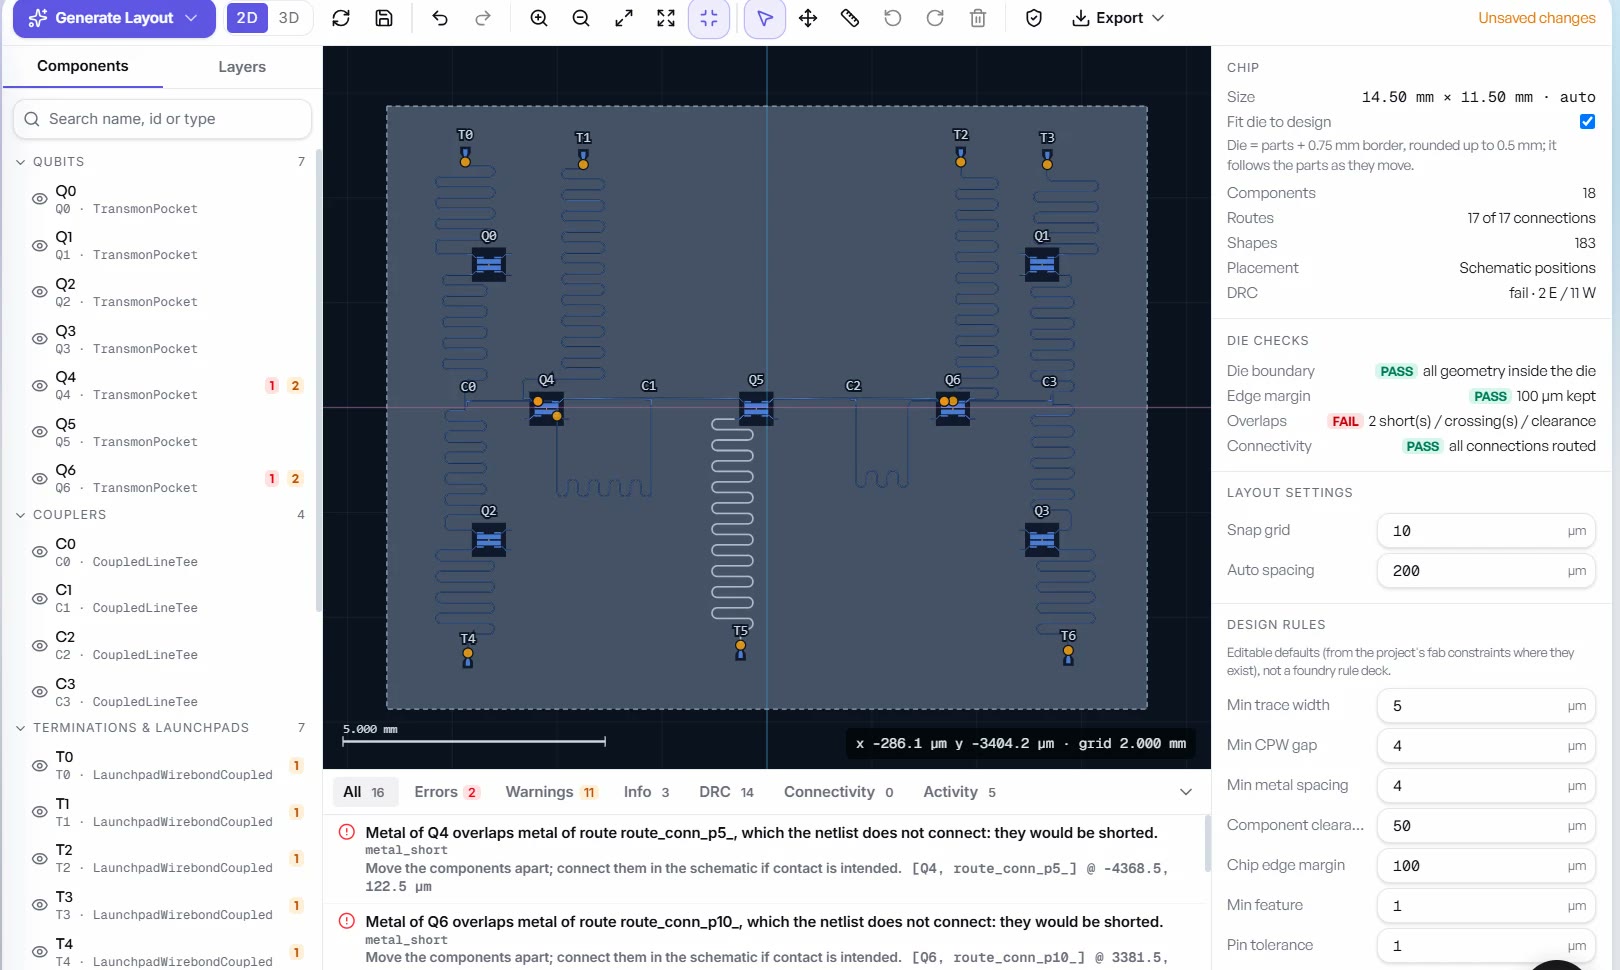 Generate Layout
2D 3D
Export
Unsaved changes
Components Layers
Search name, id or type
QUBITS 7
Q0
Q0 · TransmonPocket
Q1
Q1 · TransmonPocket
Q2
Q2 · TransmonPocket
Q3
Q3 · TransmonPocket
Q4 1 2
Q4 · TransmonPocket
Q5
Q5 · TransmonPocket
Q6 1 2
Q6 · TransmonPocket
COUPLERS 4
C0
C0 · CoupledLineTee
C1
C1 · CoupledLineTee
C2
C2 · CoupledLineTee
C3
C3 · CoupledLineTee
TERMINATIONS & LAUNCHPADS 7
T0 1
T0 · LaunchpadWirebondCoupled
T1 1
T1 · LaunchpadWirebondCoupled
T2 1
T2 · LaunchpadWirebondCoupled
T3 1
T3 · LaunchpadWirebondCoupled
T4 1
T4 · LaunchpadWirebondCoupled
T0 T1 T2 T3
Q0 Q1
C0 Q4 C1 Q5 C2 Q6 C3
Q2 Q3
T4 T5 T6
5.000 mm
x -286.1 µm y -3404.2 µm · grid 2.000 mm
All 16 Errors 2 Warnings 11 Info 3 DRC 14 Connectivity 0 Activity 5
Metal of Q4 overlaps metal of route route_conn_p5_, which the netlist does not connect: they would be shorted.
metal_short
Move the components apart; connect them in the schematic if contact is intended. [Q4, route_conn_p5_] @ -4368.5,
122.5 µm
Metal of Q6 overlaps metal of route route_conn_p10_, which the netlist does not connect: they would be shorted.
metal_short
Move the components apart; connect them in the schematic if contact is intended. [Q6, route_conn_p10_] @ 3381.5,
CHIP
Size 14.50 mm × 11.50 mm · auto
Fit die to design
Die = parts + 0.75 mm border, rounded up to 0.5 mm; it
follows the parts as they move.
Components 18
Routes 17 of 17 connections
Shapes 183
Placement Schematic positions
DRC fail · 2 E / 11 W
DIE CHECKS
Die boundary PASS all geometry inside the die
Edge margin PASS 100 µm kept
Overlaps FAIL 2 short(s) / crossing(s) / clearance
Connectivity PASS all connections routed
LAYOUT SETTINGS
Snap grid 10 µm
Auto spacing 200 µm
DESIGN RULES
Editable defaults (from the project's fab constraints where they
exist), not a foundry rule deck.
Min trace width 5 µm
Min CPW gap 4 µm
Min metal spacing 4 µm
Component cleara... 50 µm
Chip edge margin 100 µm
Min feature 1 µm
Pin tolerance 1 µm